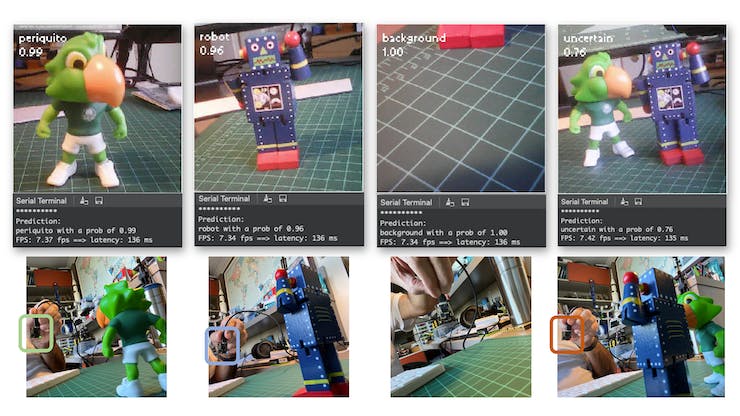 periquito
0.99
Serial Terminal
**********
Prediction:
periquito with a prob of 0.99
FPS: 7.37 fps ==> latency: 136 ms
robot
0.96
Serial Terminal
**********
Prediction:
robot with a prob of 0.96
FPS: 7.34 fps ==> latency: 136 ms
background
1.00
Serial Terminal
**********
Prediction:
background with a prob of 1.00
FPS: 7.34 fps ==> latency: 136 ms
uncertain
0.76
Serial Terminal
**********
Prediction:
uncertain with a prob of 0.76
FPS: 7.42 fps ==> latency: 135 ms